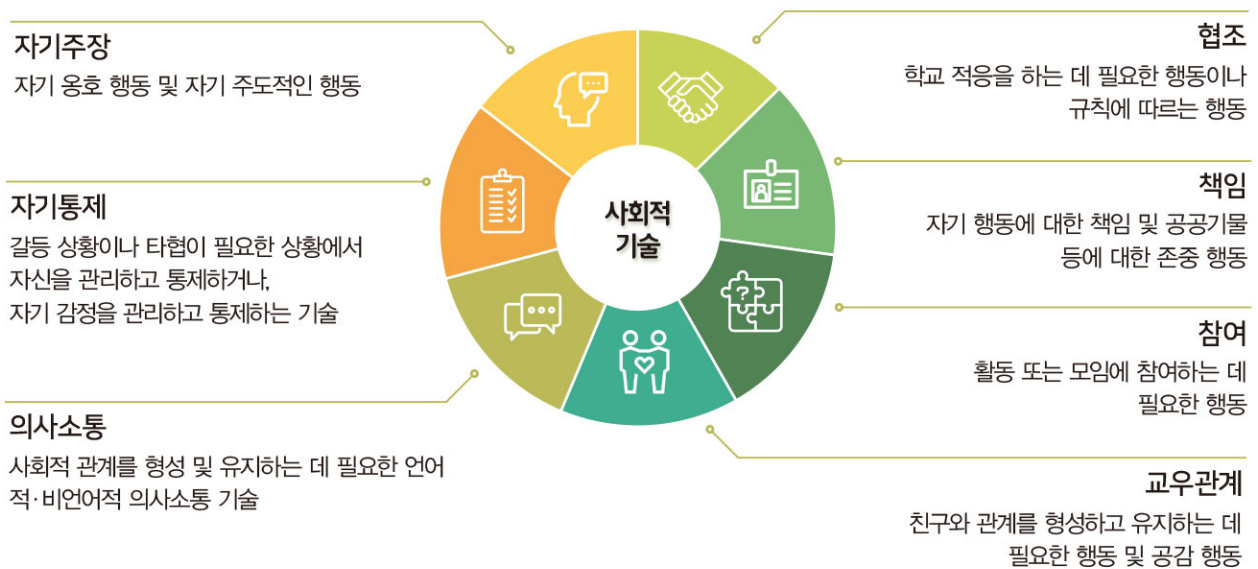 자기주장
자기 옹호 행동 및 자기 주도적인 행동
자기통제
갈등 상황이나 타협이 필요한 상황에서
자신을 관리하고 통제하거나,
자기 감정을 관리하고 통제하는 기술
의사소통
사회적 관계를 형성 및 유지하는 데 필요한 언어
적·비언어적 의사소통 기술
사회적
기술
?
협조
학교 적응을 하는 데 필요한 행동이나
규칙에 따르는 행동
책임
자기 행동에 대한 책임 및 공공기물
등에 대한 존중 행동
참여
활동 또는 모임에 참여하는 데
필요한 행동
교우관계
친구와 관계를 형성하고 유지하는 데
필요한 행동 및 공감 행동